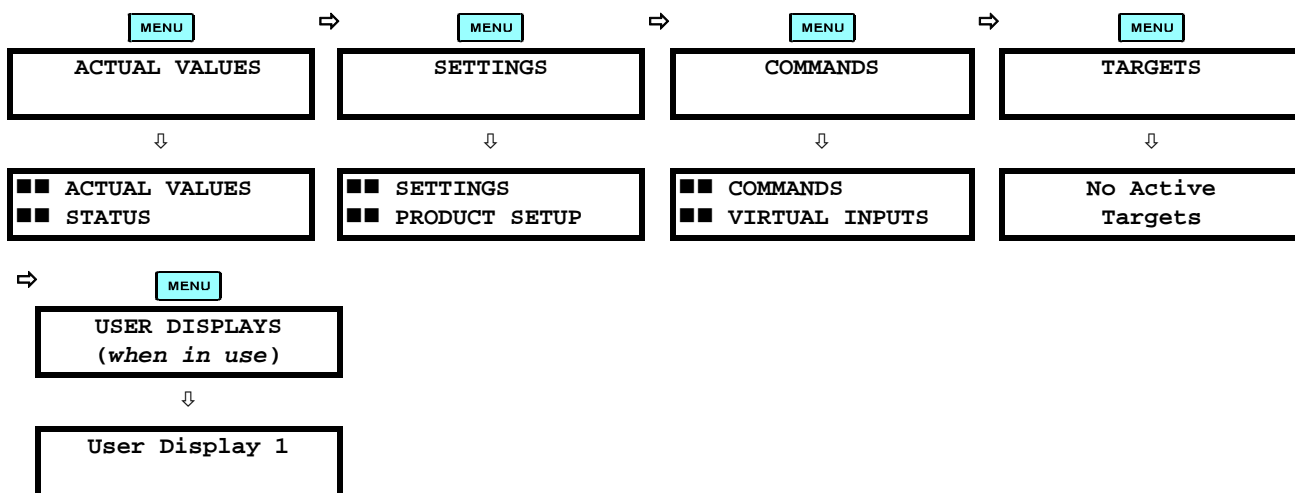 MENU
MENU
MENU
MENU
ACTUAL VALUES
SETTINGS
COMMANDS
TARGETS
ACTUAL VALUES
STATUS
SETTINGS
PRODUCT SETUP
COMMANDS
VIRTUAL INPUTS
No Active
Targets
MENU
USER DISPLAYS
(when in use)
User Display 1